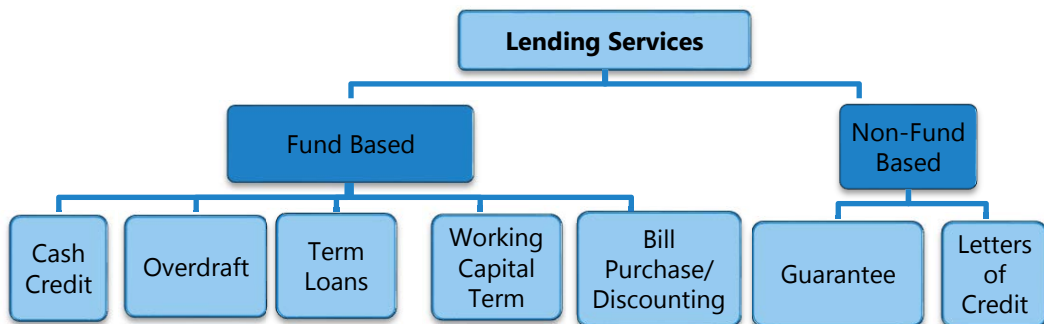 Lending Services
Fund Based
Non-Fund
Based
Cash
Credit
Overdraft
Term
Loans
Working
Capital
Term
Bill
Purchase/
Discounting
Guarantee
Letters
of
Credit